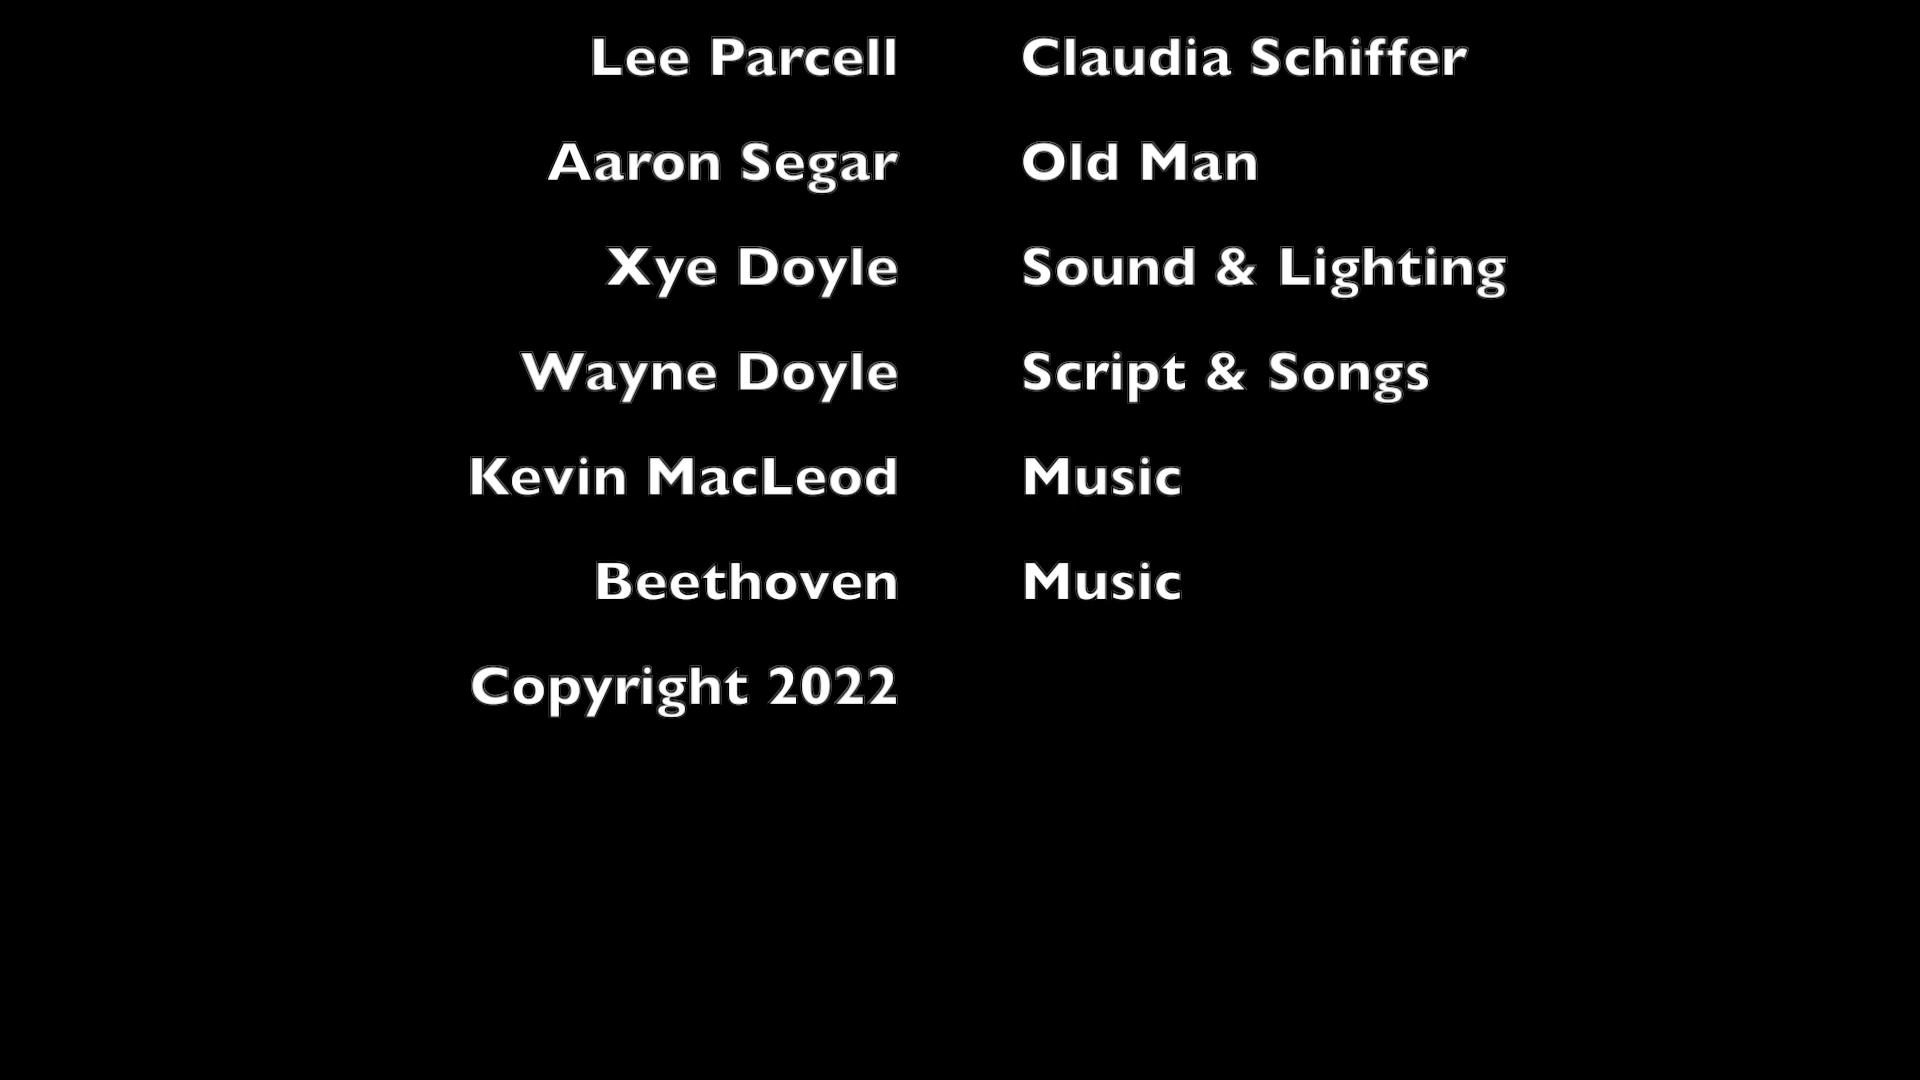 Lee Parcell Claudia Schiffer
Aaron Segar Old Man
Xye Doyle Sound & Lighting
Wayne Doyle Script & Songs
Kevin MacLeod Music
Beethoven Music
Copyright 2022